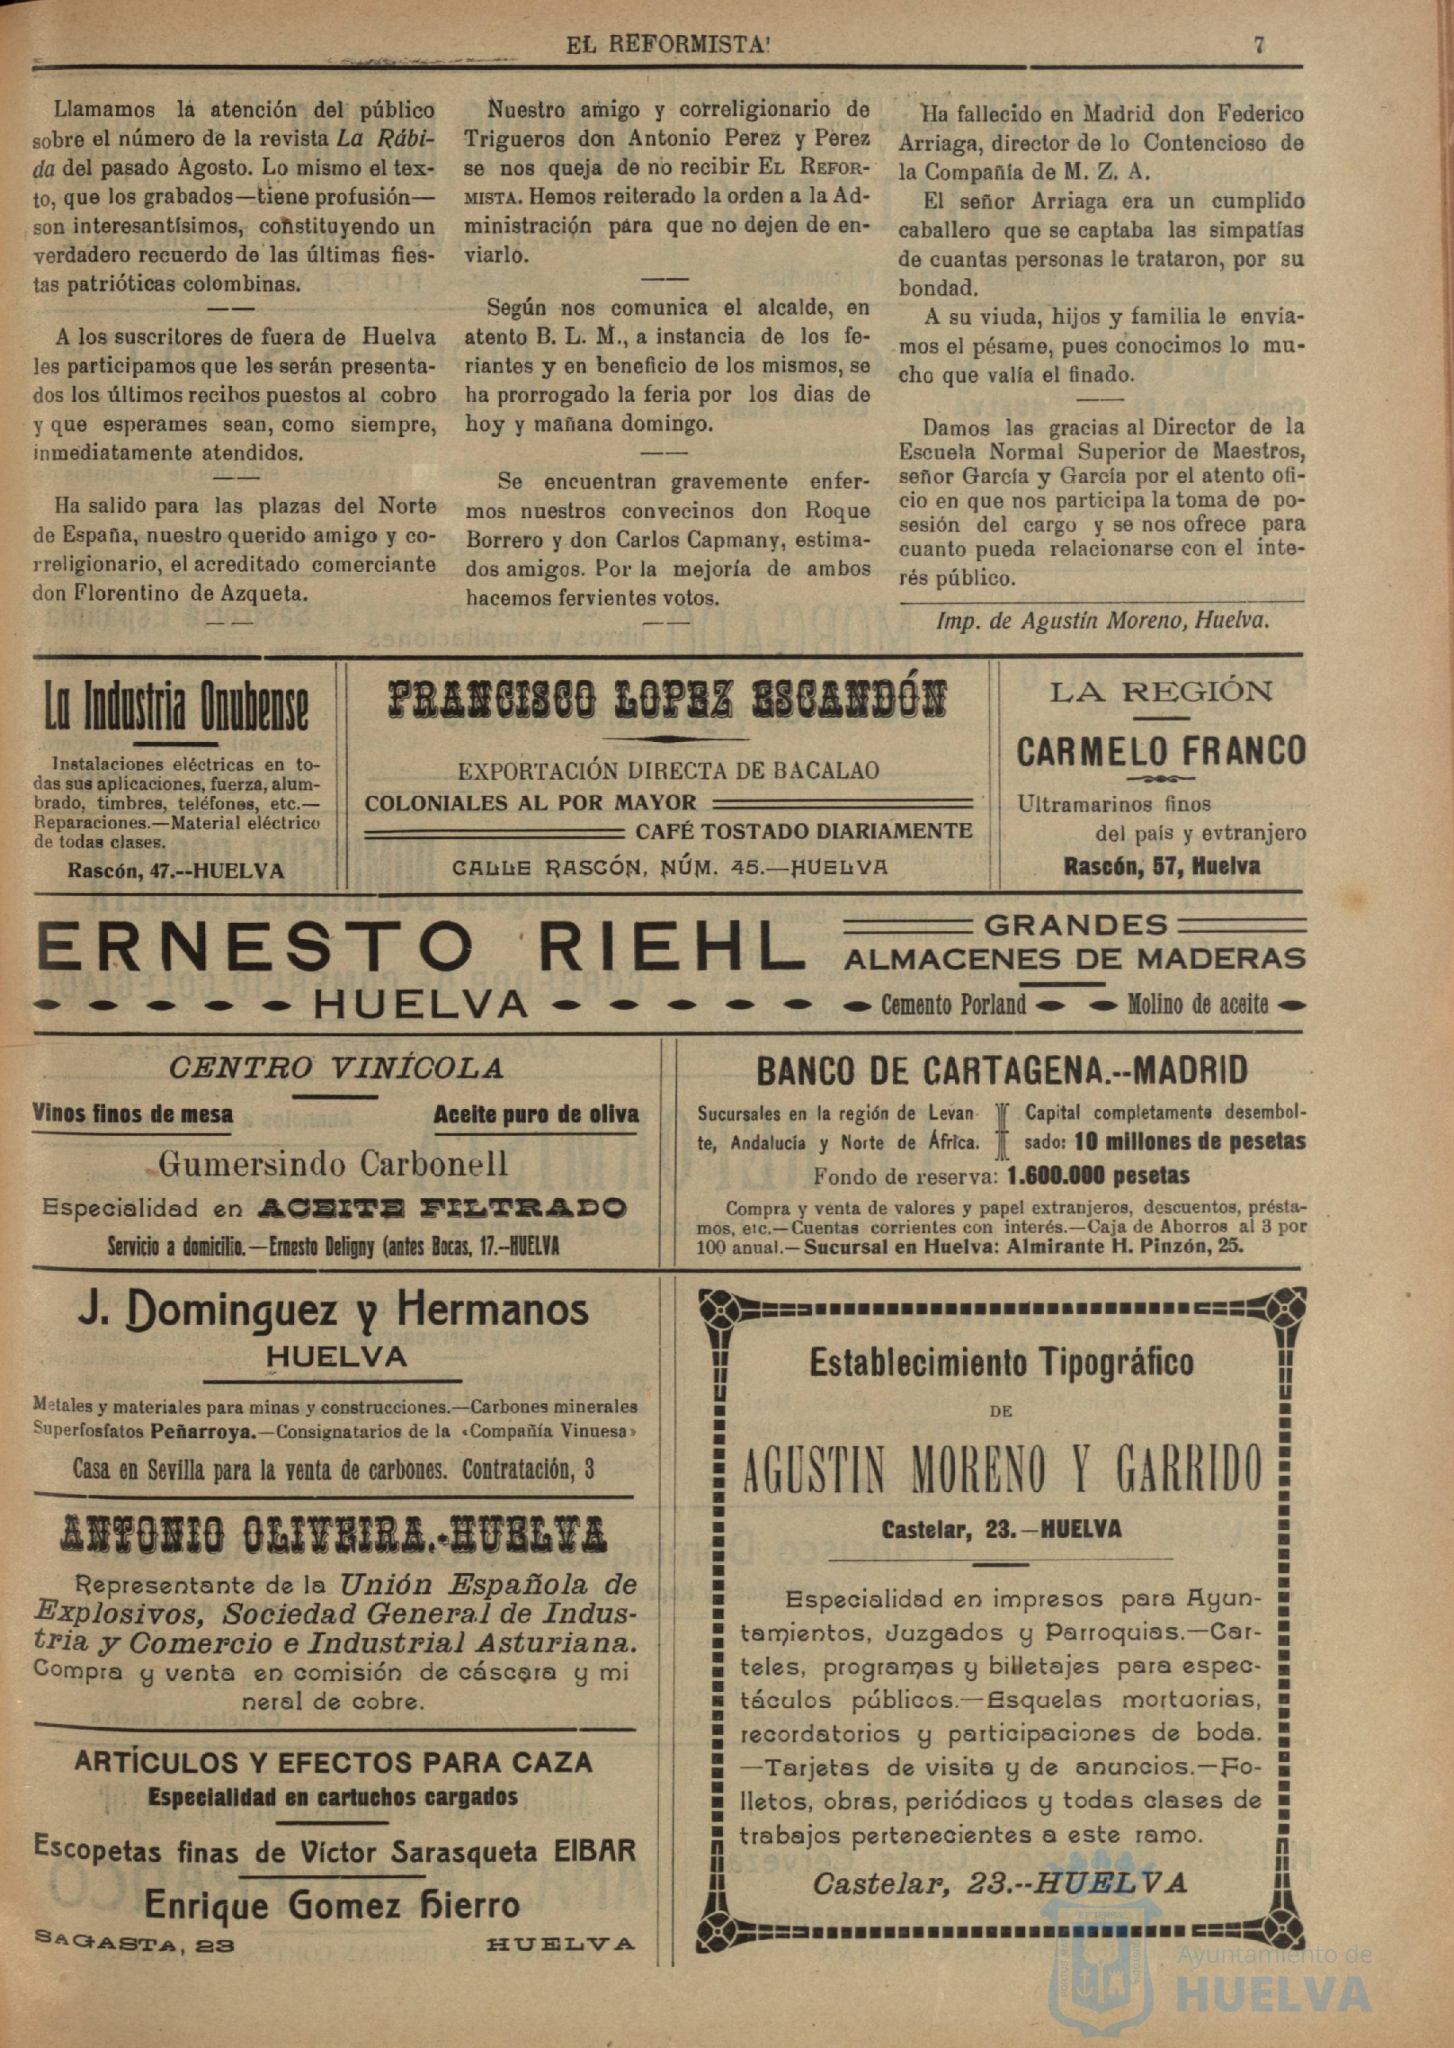 EL REFORMISTA!
7
Llamamos la atención del público
sobre el número de la revista La Rábi-
da del pasado Agosto. Lo mismo el tex-
to, que los grabados—tiene profusión—
son interesantísimos, constituyendo un
verdadero recuerdo de las últimas fies-
tas patrióticas colombinas.
A los suscritores de fuera de Huelva
les participamos que les serán presenta-
dos los últimos recibos puestos al cobro
y que esperames sean, como siempre,
inmediatamente atendidos.
Ha salido para las plazas del Norte
de España, nuestro querido amigo y co-
rreligionario, el acreditado comerciante
don Florentino de Azqueta.
Nuestro amigo y correligionario de
Trigueros don Antonio Perez y Perez
se nos queja de no recibir EL REFOR-
MISTA. Hemos reiterado la orden a la Ad-
ministración para que no dejen de en-
viarlo.
Según nos comunica el alcalde, en
atento B. L. M., a instancia de los fe-
riantes y en beneficio de los mismos, se
ha prorrogado la feria por los dias de
hoy y mañana domingo.
Se encuentran gravemente enfer-
mos nuestros convecinos don Roque
Borrero y don Carlos Capmany, estima-
dos amigos. Por la mejoría de ambos
hacemos fervientes votos.
Ha fallecido en Madrid don Federico
Arriaga, director de lo Contencioso de
la Compañía de M. Z. A.
El señor Arriaga era un cumplido
caballero que se captaba las simpatías
de cuantas personas le trataron, por su
bondad.
A su viuda, hijos y familia le envia-
mos el pésame, pues conocimos lo mu-
cho que valía el finado.
Damos las gracias al Director de la
Escuela Normal Superior de Maestros,
señor García y García por el atento ofi-
cio en que nos participa la toma de po-
sesión del cargo y se nos ofrece para
cuanto pueda relacionarse con el inte-
rés público.
Imp. de Agustín Moreno, Huelva.
La Industria Onubense
Instalaciones eléctricas en to-
das sus aplicaciones, fuerza, alum-
brado, timbres, teléfonos, etc.—
Reparaciones.—Material eléctrico
de todas clases.
Rascón, 47.--HUELVA
FRANCISCO LOPEZ ESCANDÓN
EXPORTACIÓN DIRECTA DE BACALAO
COLONIALES AL POR MAYOR
CAFÉ TOSTADO DIARIAMENTE
CALLE RASCÓN, NÚM. 45.—HUELVA
LA REGIÓN
CARMELO FRANCO
Ultramarinos finos
del país y evtranjero
Rascón, 57, Huelva
ERNESTO RIEHL
HUELVA
GRANDES
ALMACENES DE MADERAS
Cemento Porland
Molino de aceite
CENTRO VINÍCOLA
Vinos finos de mesa Aceite puro de oliva
Gumersindo Carbonell
Especialidad en ACEITE FILTRADO
Servicio a domicilio.—Ernesto Deligny (antes Bocas, 17.--HUELVA
BANCO DE CARTAGENA.--MADRID
Sucursales en la región de Levan
te, Andalucía y Norte de África.
Capital completamente desembol-
sado: 10 millones de pesetas
Fondo de reserva: 1.600.000 pesetas
Compra y venta de valores y papel extranjeros, descuentos, présta-
mos, etc.—Cuentas corrientes con interés.—Caja de Ahorros al 3 por
100 anual.—Sucursal en Huelva: Almirante H. Pinzón, 25.
J. Dominguez y Hermanos
HUELVA
Metales y materiales para minas y construcciones.—Carbones minerales
Superfosfatos Peñarroya.—Consignatarios de la «Compañía Vinuesa»
Casa en Sevilla para la venta de carbones. Contratación, 3
ANTONIO OLIVEIRA.-HUELVA
Representante de la Unión Española de
Explosivos, Sociedad General de Indus-
tria y Comercio e Industrial Asturiana.
Compra y venta en comisión de cáscara y mi
neral de cobre.
ARTÍCULOS Y EFECTOS PARA CAZA
Especialidad en cartuchos cargados
Escopetas finas de Víctor Sarasqueta EIBAR
Enrique Gomez Hierro
SAGASTA, 23 HUELVA
Establecimiento Tipográfico
DE
AGUSTIN MORENO Y GARRIDO
Castelar, 23.—HUELVA
Especialidad en impresos para Ayun-
tamientos, Juzgados y Parroquias.—Car-
teles, programas y billetajes para espec-
táculos públicos.—Esquelas mortuorias,
recordatorios y participaciones de boda.
—Tarjetas de visita y de anuncios.—Fo-
lletos, obras, periódicos y todas clases de
trabajos pertenecientes a este ramo.
Castelar, 23.--HUELVA
Ayuntamiento de
HUELVA